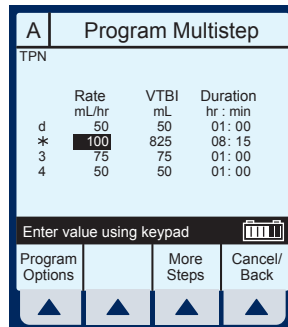 A Program Multistep
TPN
Rate VTBI Duration
mL/hr mL hr : min
d 50 50 01: 00
* 100 825 08: 15
3 75 75 01: 00
4 50 50 01: 00
Enter value using keypad
Program More Cancel/
Options Steps Back